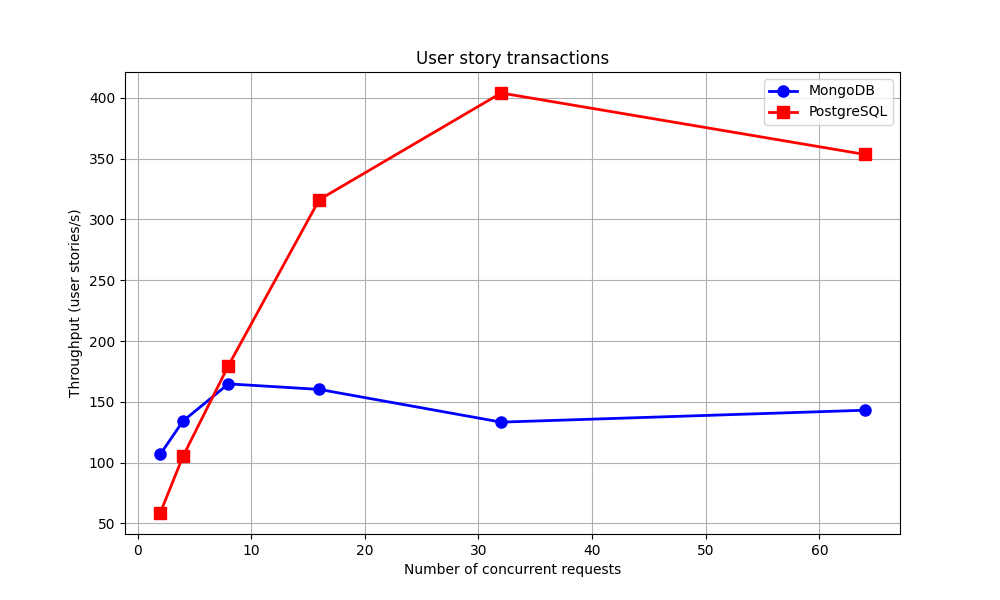 User story transactions
MongoDB
PostgreSQL
400
350
300
250
200
150
100
50
Throughput (user stories/s)
0 10 20 30 40 50 60
Number of concurrent requests